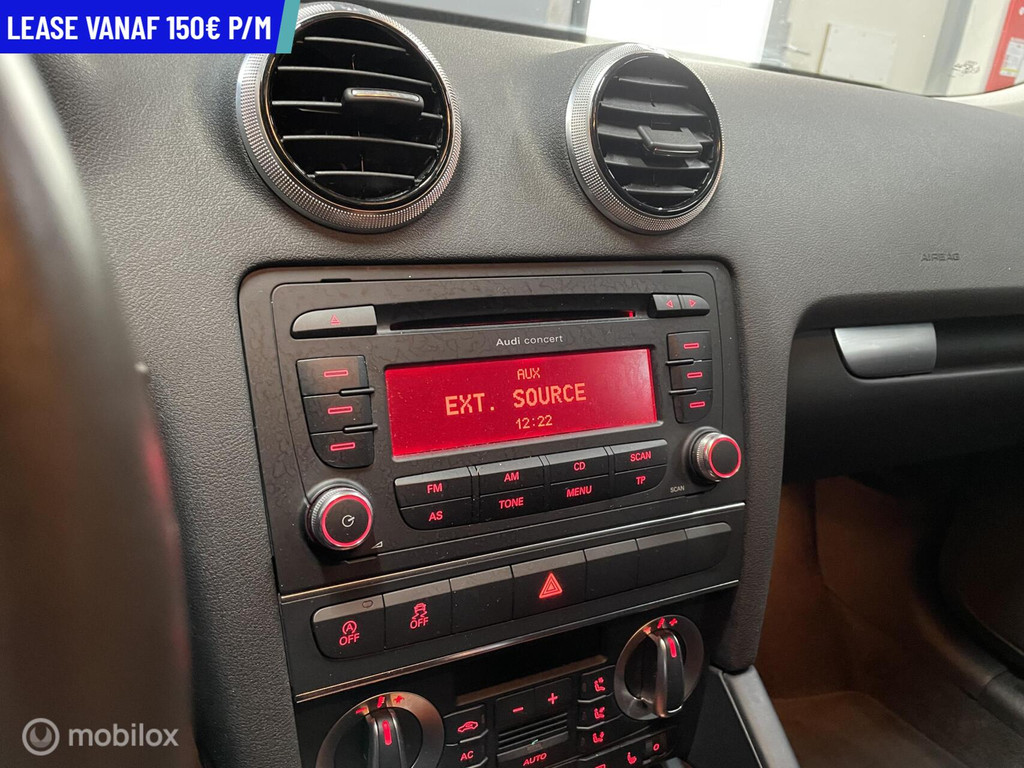 LEASE VANAF 150€ P/M
AIRBAG
Audi concert
AUX
EXT. SOURCE
12:22
FM
AM
CD
SCAN
AS
TONE
MENU
TP
SCAN
OFF
OFF
AC
AUTO
mobilox